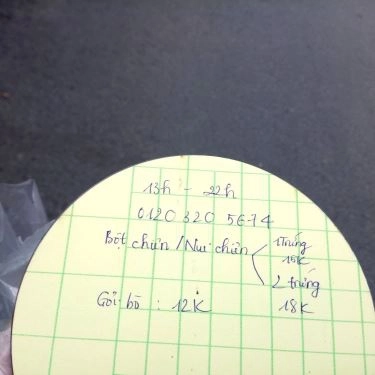 13h - 22h
0120 320 5674
Bột chiên / Nui chiên
1 trứng
15K
2 trứng
18K
Gỏi bò : 12K